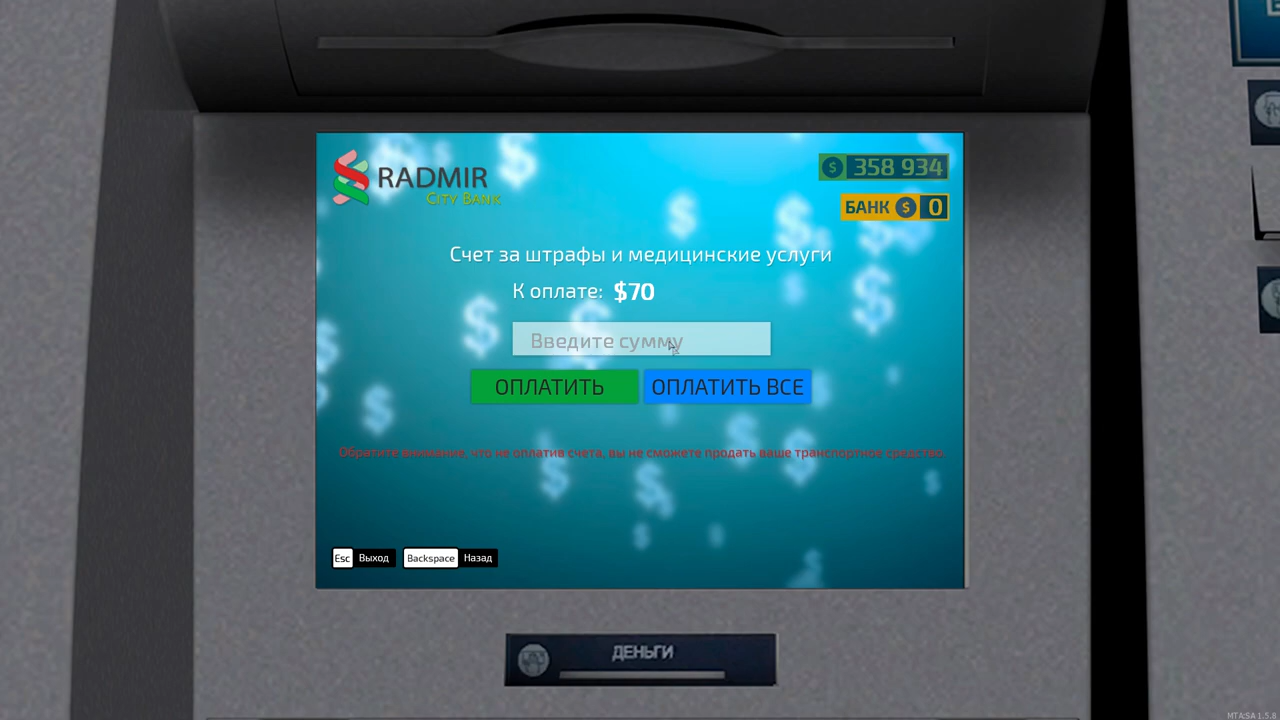 RADMIR
City Bank
$ 358 934
БАНК $ 0
Счет за штрафы и медицинские услуги
К оплате: $70
Введите сумму
ОПЛАТИТЬ ОПЛАТИТЬ ВСЕ
Обратите внимание, что не оплатив счета, вы не сможете продать ваше транспортное средство.
Esc Выход Backspace Назад
ДЕНЬГИ
MTA:SA 1.5.6